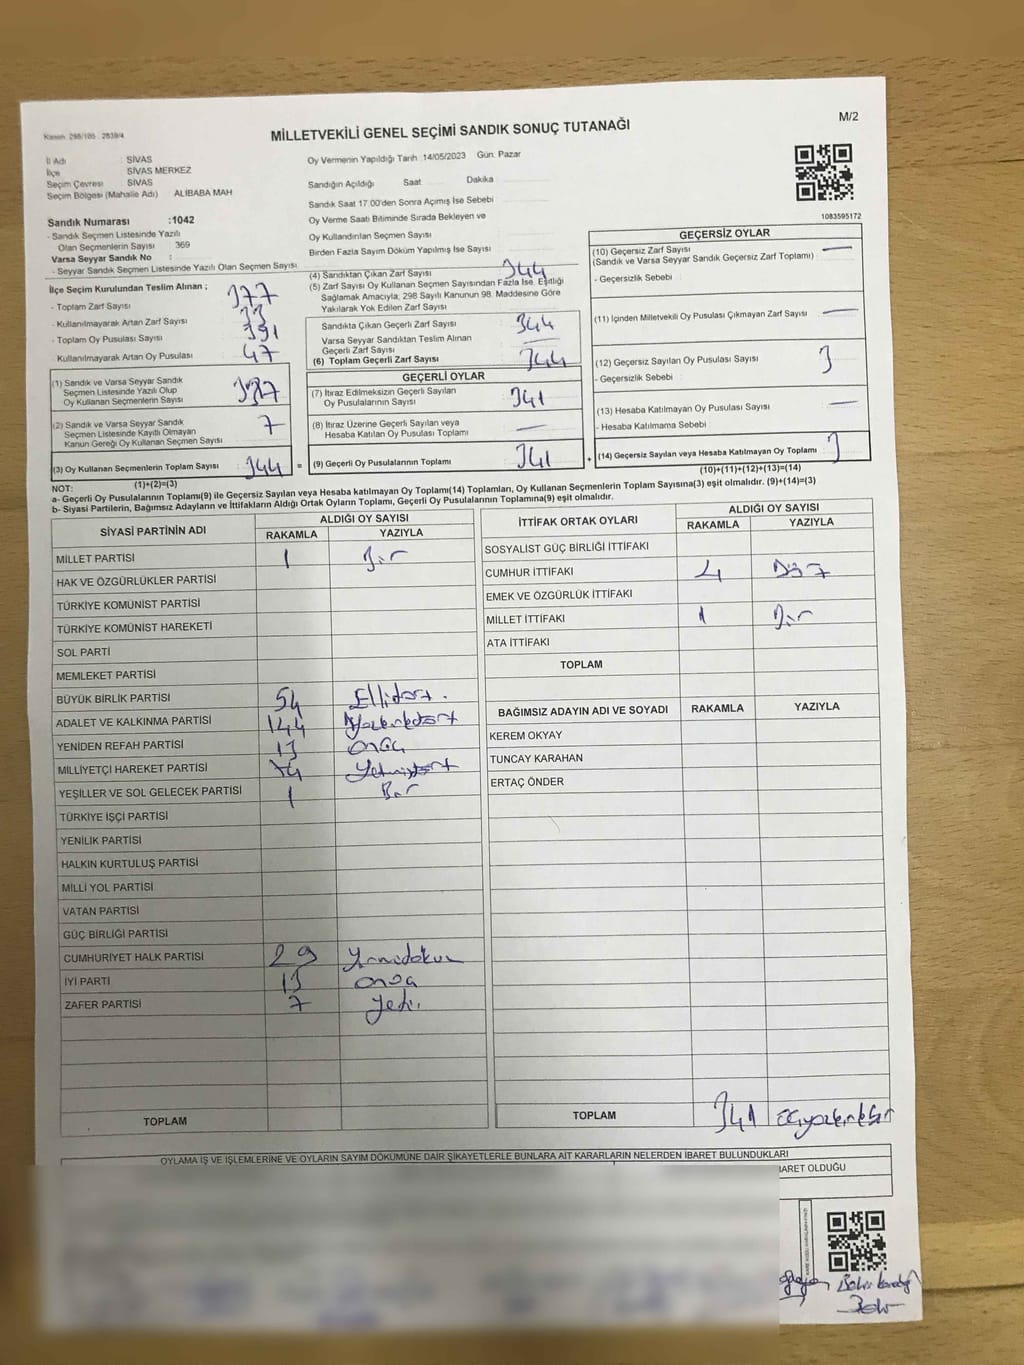 Kanun 298/105 : 2839/4
MİLLETVEKİLİ GENEL SEÇİMİ SANDIK SONUÇ TUTANAĞI
M/2
İl Adı : SİVAS
İlçe SİVAS MERKEZ
Seçim Çevresi SİVAS
Seçim Bölgesi (Mahalle Adı) ALİBABA MAH
Sandık Numarası :1042
- Sandık Seçmen Listesinde Yazılı
Olan Seçmenlerin Sayısı : 369
Varsa Seyyar Sandık No :
- Seyyar Sandık Seçmen Listesinde Yazılı Olan Seçmen Sayısı
Oy Vermenin Yapıldığı Tarih : 14/05/2023 Gün: Pazar
Sandığın Açıldığı Saat Dakika
Sandık Saat 17.00'den Sonra Açılmış İse Sebebi
Oy Verme Saati Bitiminde Sırada Bekleyen ve
Oy Kullandırılan Seçmen Sayısı
Birden Fazla Sayım Döküm Yapılmış İse Sayısı
1083595172
İlçe Seçim Kurulundan Teslim Alınan ;
- Toplam Zarf Sayısı 377
- Kullanılmayarak Artan Zarf Sayısı 33
- Toplam Oy Pusulası Sayısı 391
- Kullanılmayarak Artan Oy Pusulası 47
(1) Sandık ve Varsa Seyyar Sandık
Seçmen Listesinde Yazılı Olup
Oy Kullanan Seçmenlerin Sayısı
(2) Sandık ve Varsa Seyyar Sandık
Seçmen Listesinde Kayıtlı Olmayan
Kanun Gereği Oy Kullanan Seçmen Sayısı 7
(3) Oy Kullanan Seçmenlerin Toplam Sayısı 344 =
(1)+(2)=(3)
(4) Sandıktan Çıkan Zarf Sayısı 344
(5) Zarf Sayısı Oy Kullanan Seçmen Sayısından Fazla İse, Eşitliği
Sağlamak Amacıyla; 298 Sayılı Kanunun 98. Maddesine Göre
Yakılarak Yok Edilen Zarf Sayısı
Sandıkta Çıkan Geçerli Zarf Sayısı 344
Varsa Seyyar Sandıktan Teslim Alınan
Geçerli Zarf Sayısı —
(6) Toplam Geçerli Zarf Sayısı 344
GEÇERLİ OYLAR
(7) İtiraz Edilmeksizin Geçerli Sayılan
Oy Pusulalarının Sayısı 341
(8) İtiraz Üzerine Geçerli Sayılan veya
Hesaba Katılan Oy Pusulası Toplamı —
(9) Geçerli Oy Pusulalarının Toplamı 341 +
GEÇERSİZ OYLAR
(10) Geçersiz Zarf Sayısı —
(Sandık ve Varsa Seyyar Sandık Geçersiz Zarf Toplamı)
- Geçersizlik Sebebi :
(11) İçinden Milletvekili Oy Pusulası Çıkmayan Zarf Sayısı —
(12) Geçersiz Sayılan Oy Pusulası Sayısı 3
- Geçersizlik Sebebi :
(13) Hesaba Katılmayan Oy Pusulası Sayısı —
- Hesaba Katılmama Sebebi
(14) Geçersiz Sayılan veya Hesaba Katılmayan Oy Toplamı 3
(10)+(11)+(12)+(13)=(14)
NOT:
a- Geçerli Oy Pusulalarının Toplamı(9) ile Geçersiz Sayılan veya Hesaba katılmayan Oy Toplamı(14) Toplamları, Oy Kullanan Seçmenlerin Toplam Sayısına(3) eşit olmalıdır. (9)+(14)=(3)
b- Siyasi Partilerin, Bağımsız Adayların ve İttifakların Aldığı Ortak Oyların Toplamı, Geçerli Oy Pusulalarının Toplamına(9) eşit olmalıdır.
SİYASİ PARTİNİN ADI ALDIĞI OY SAYISI
RAKAMLA YAZIYLA
MİLLET PARTİSİ 1 Bir
HAK VE ÖZGÜRLÜKLER PARTİSİ
TÜRKİYE KOMÜNİST PARTİSİ
TÜRKİYE KOMÜNİST HAREKETİ
SOL PARTİ
MEMLEKET PARTİSİ
BÜYÜK BİRLİK PARTİSİ 54 Ellidört.
ADALET VE KALKINMA PARTİSİ 144
YENİDEN REFAH PARTİSİ 13 onüç
MİLLİYETÇİ HAREKET PARTİSİ 74 Yetmişdört
YEŞİLLER VE SOL GELECEK PARTİSİ 1 Bir
TÜRKİYE İŞÇİ PARTİSİ
YENİLİK PARTİSİ
HALKIN KURTULUŞ PARTİSİ
MİLLİ YOL PARTİSİ
VATAN PARTİSİ
GÜÇ BİRLİĞİ PARTİSİ
CUMHURİYET HALK PARTİSİ 29 Yirmidokuz
İYİ PARTİ 13 onüç
ZAFER PARTİSİ 7 yedi.
TOPLAM
İTTİFAK ORTAK OYLARI ALDIĞI OY SAYISI
RAKAMLA YAZIYLA
SOSYALİST GÜÇ BİRLİĞİ İTTİFAKI
CUMHUR İTTİFAKI 4 Dört
EMEK VE ÖZGÜRLÜK İTTİFAKI
MİLLET İTTİFAKI 1 Bir
ATA İTTİFAKI
TOPLAM
BAĞIMSIZ ADAYIN ADI VE SOYADI RAKAMLA YAZIYLA
KEREM OKYAY
TUNCAY KARAHAN
ERTAÇ ÖNDER
TOPLAM 341 üçyüzkırkbir
OYLAMA İŞ VE İŞLEMLERİNE VE OYLARIN SAYIM DÖKÜMÜNE DAİR ŞİKAYETLERLE BUNLARA AİT KARARLARIN NELERDEN İBARET BULUNDUKLARI
İBARET OLDUĞU